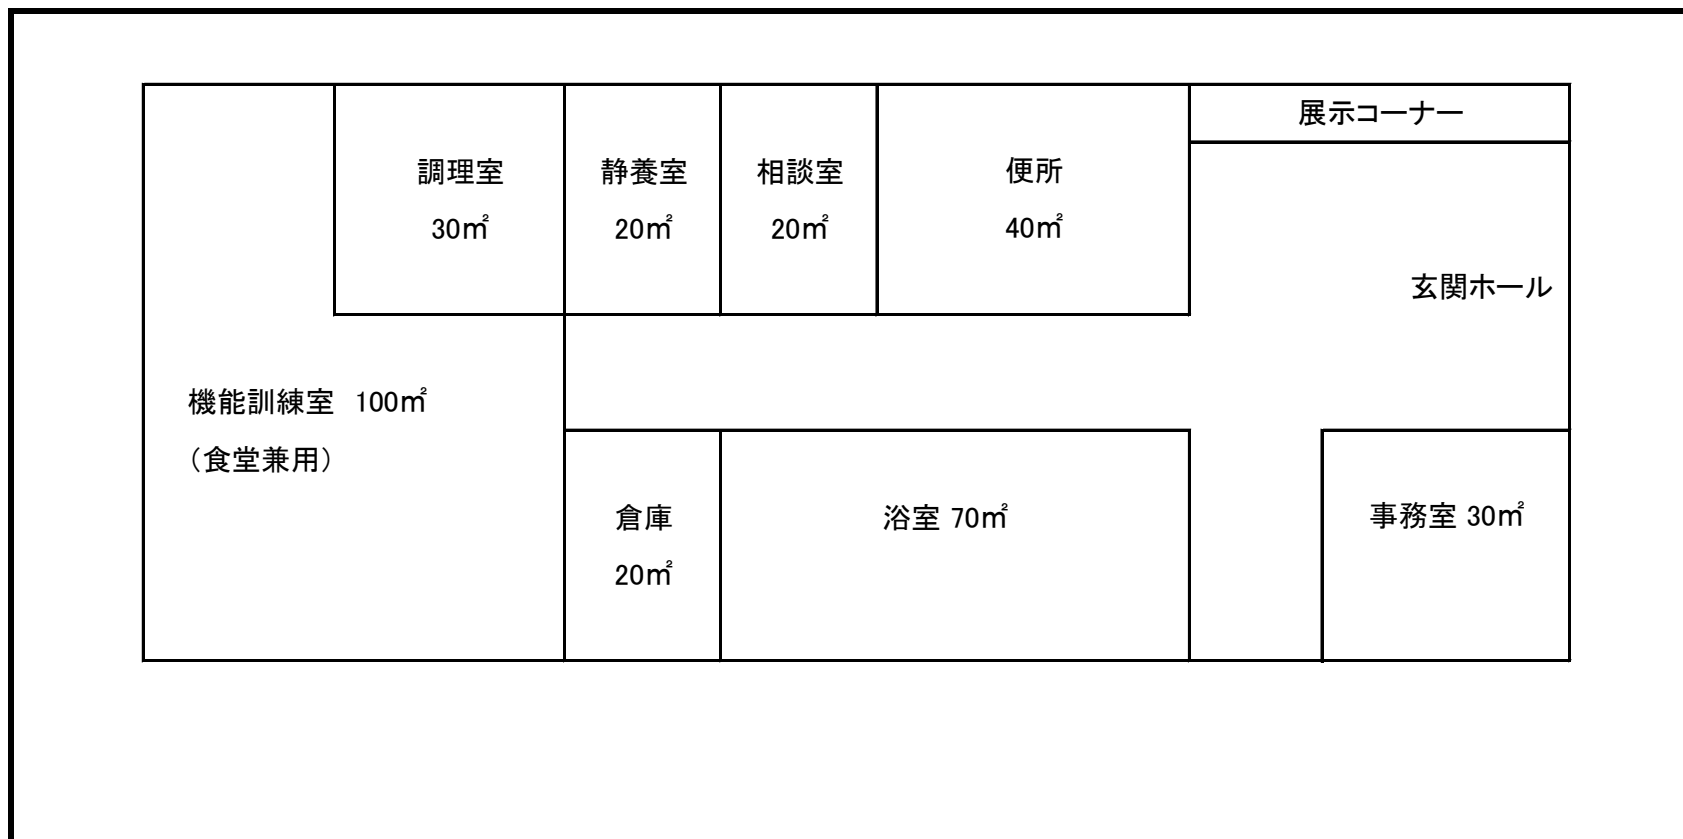 展示コーナー
調理室
30㎡
静養室
20㎡
相談室
20㎡
便所
40㎡
玄関ホール
機能訓練室　100㎡
（食堂兼用）
倉庫
20㎡
浴室 70㎡
事務室 30㎡